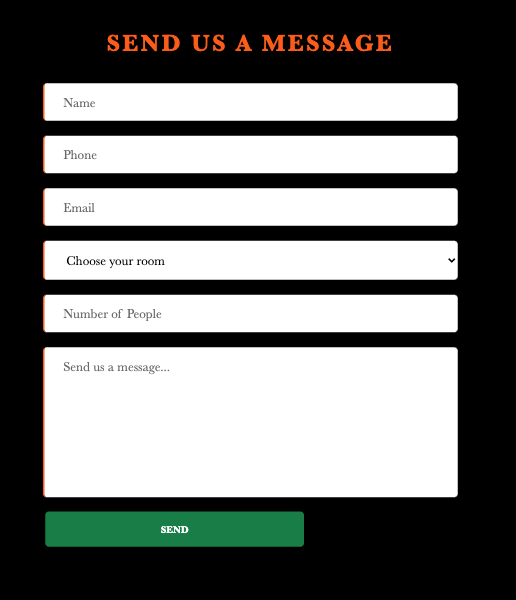 SEND US A MESSAGE
Name
Phone
Email
Choose your room
Number of People
Send us a message...
SEND